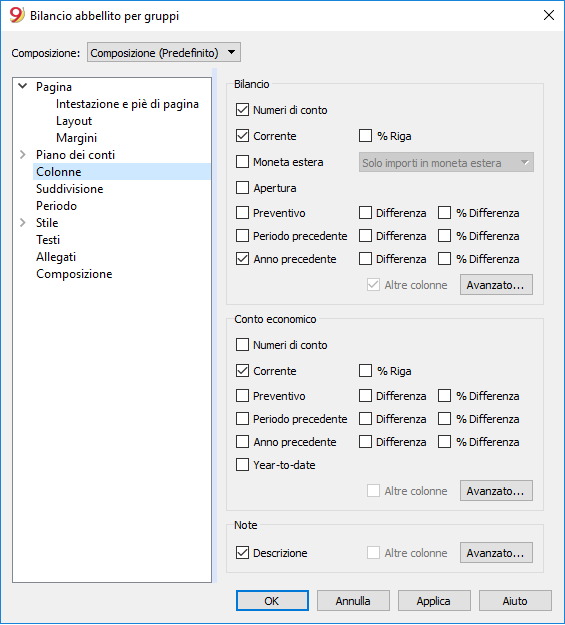 Bilancio abbellito per gruppi
Composizione: Composizione (Predefinito)
Pagina
Intestazione e piè di pagina
Layout
Margini
Piano dei conti
Colonne
Suddivisione
Periodo
Stile
Testi
Allegati
Composizione
Bilancio
Numeri di conto
Corrente % Riga
Moneta estera Solo importi in moneta estera
Apertura
Preventivo Differenza % Differenza
Periodo precedente Differenza % Differenza
Anno precedente Differenza % Differenza
Altre colonne Avanzato...
Conto economico
Numeri di conto
Corrente % Riga
Preventivo Differenza % Differenza
Periodo precedente Differenza % Differenza
Anno precedente Differenza % Differenza
Year-to-date
Altre colonne Avanzato...
Note
Descrizione Altre colonne Avanzato...
OK Annulla Applica Aiuto